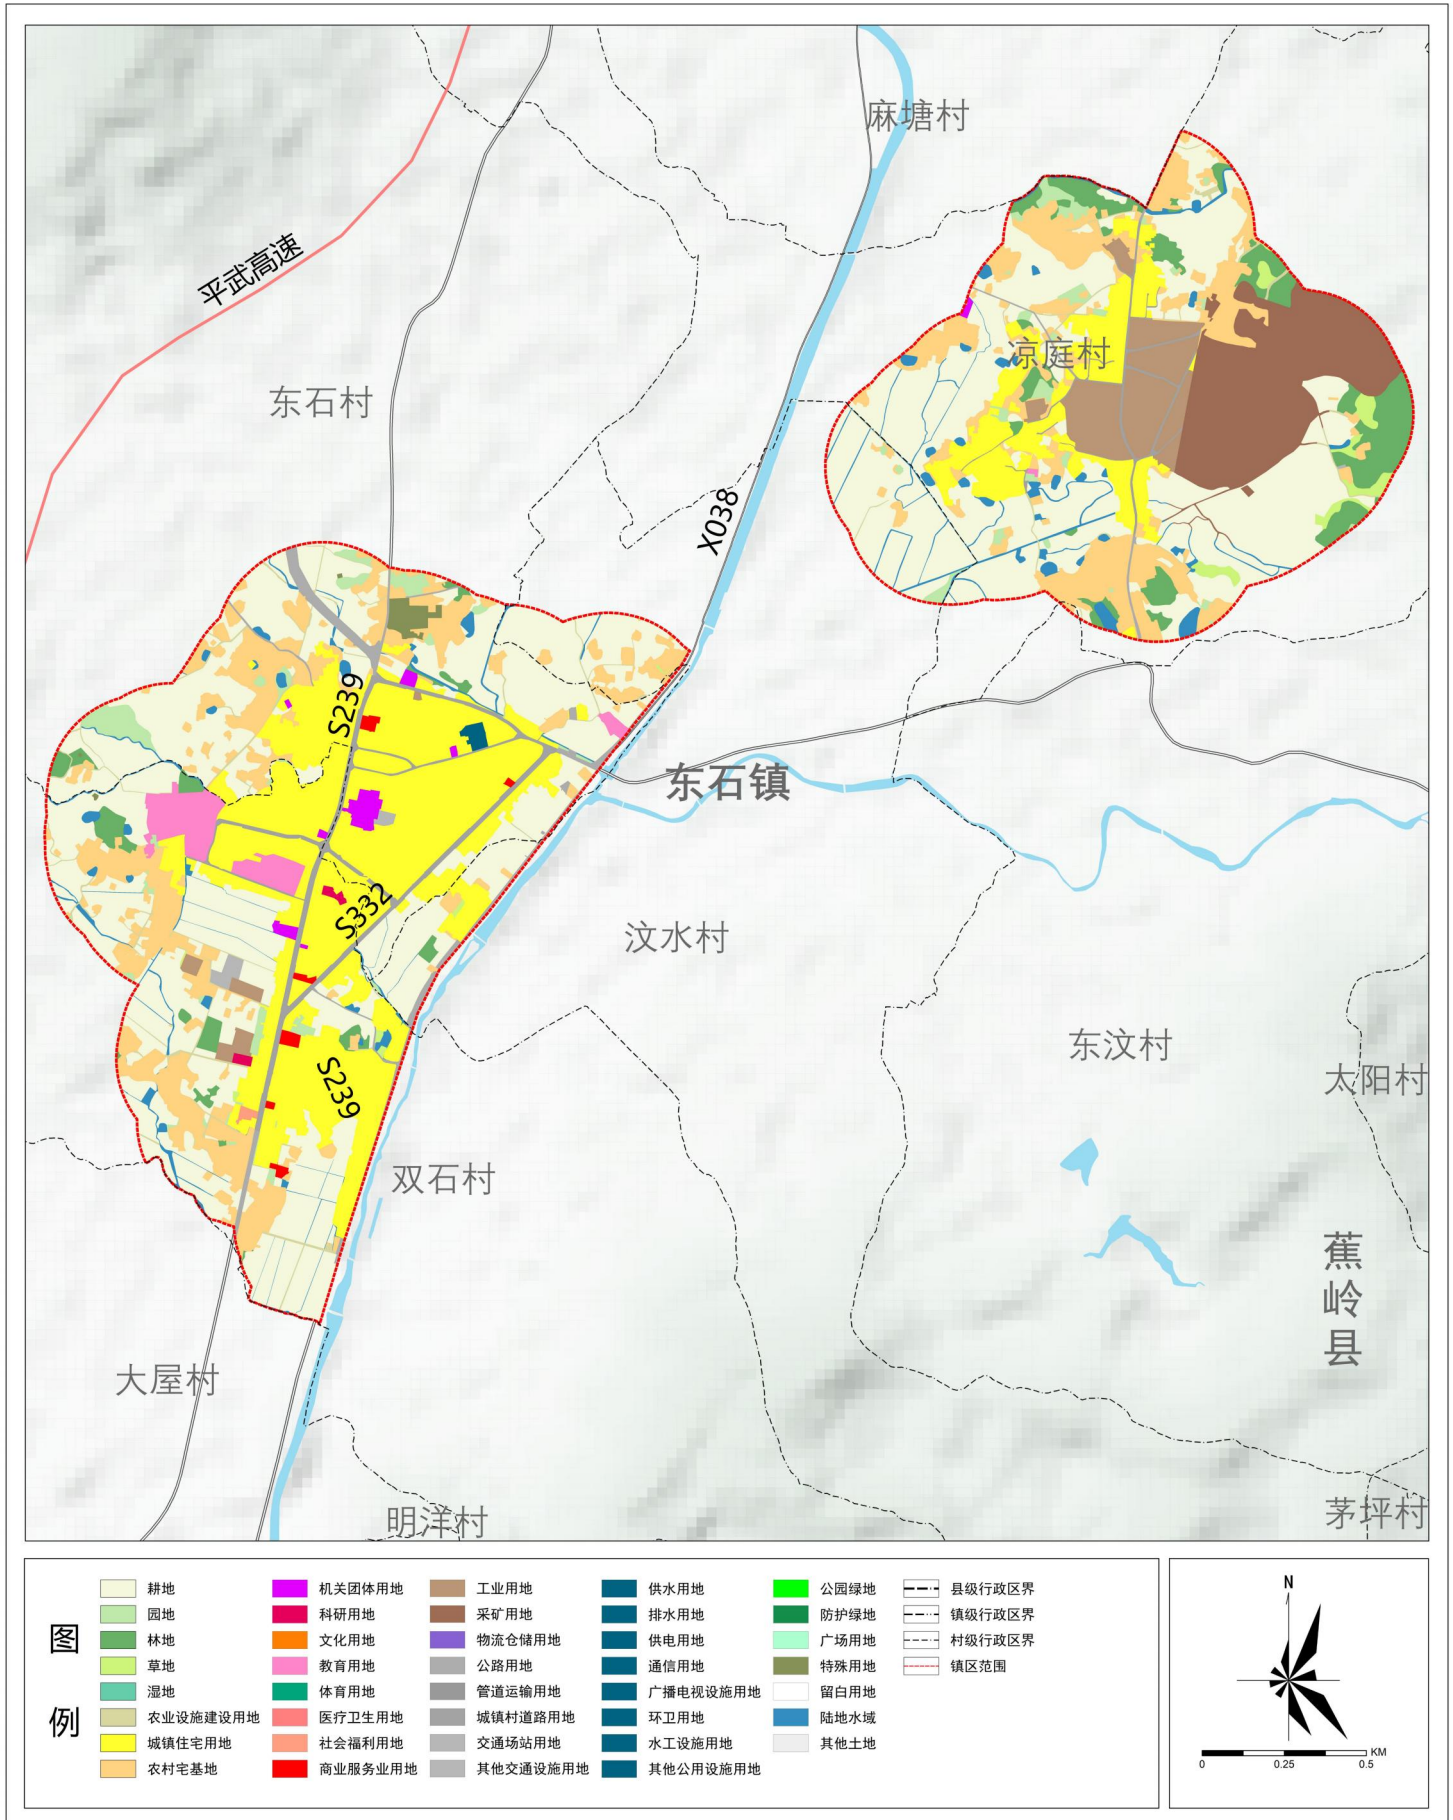 麻塘村
平武高速
凉庭村
东石村
X038
S239
东石镇
S332
汶水村
东汶村
太阳村
S239
双石村
蕉
岭
县
大屋村
明洋村
茅坪村
图
例
耕地
园地
林地
草地
湿地
农业设施建设用地
城镇住宅用地
农村宅基地
机关团体用地
科研用地
文化用地
教育用地
体育用地
医疗卫生用地
社会福利用地
商业服务业用地
工业用地
采矿用地
物流仓储用地
公路用地
管道运输用地
城镇村道路用地
交通场站用地
其他交通设施用地
供水用地
排水用地
供电用地
通信用地
广播电视设施用地
环卫用地
水工设施用地
其他公用设施用地
公园绿地
防护绿地
广场用地
特殊用地
留白用地
陆地水域
其他土地
县级行政区界
镇级行政区界
村级行政区界
镇区范围
N
KM
0 0.25 0.5